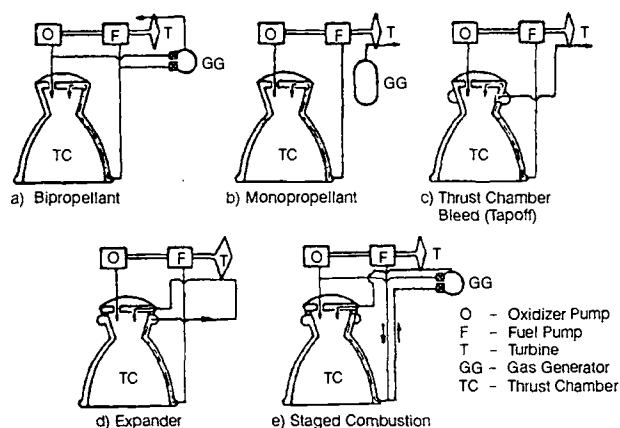 O F T
GG
TC
a) Bipropellant
O F T
GG
TC
b) Monopropellant
O F T
TC
c) Thrust Chamber
Bleed (Tapoff)
O F T
TC
d) Expander
O F T
GG
TC
e) Staged Combustion
O - Oxidizer Pump
F - Fuel Pump
T - Turbine
GG - Gas Generator
TC - Thrust Chamber